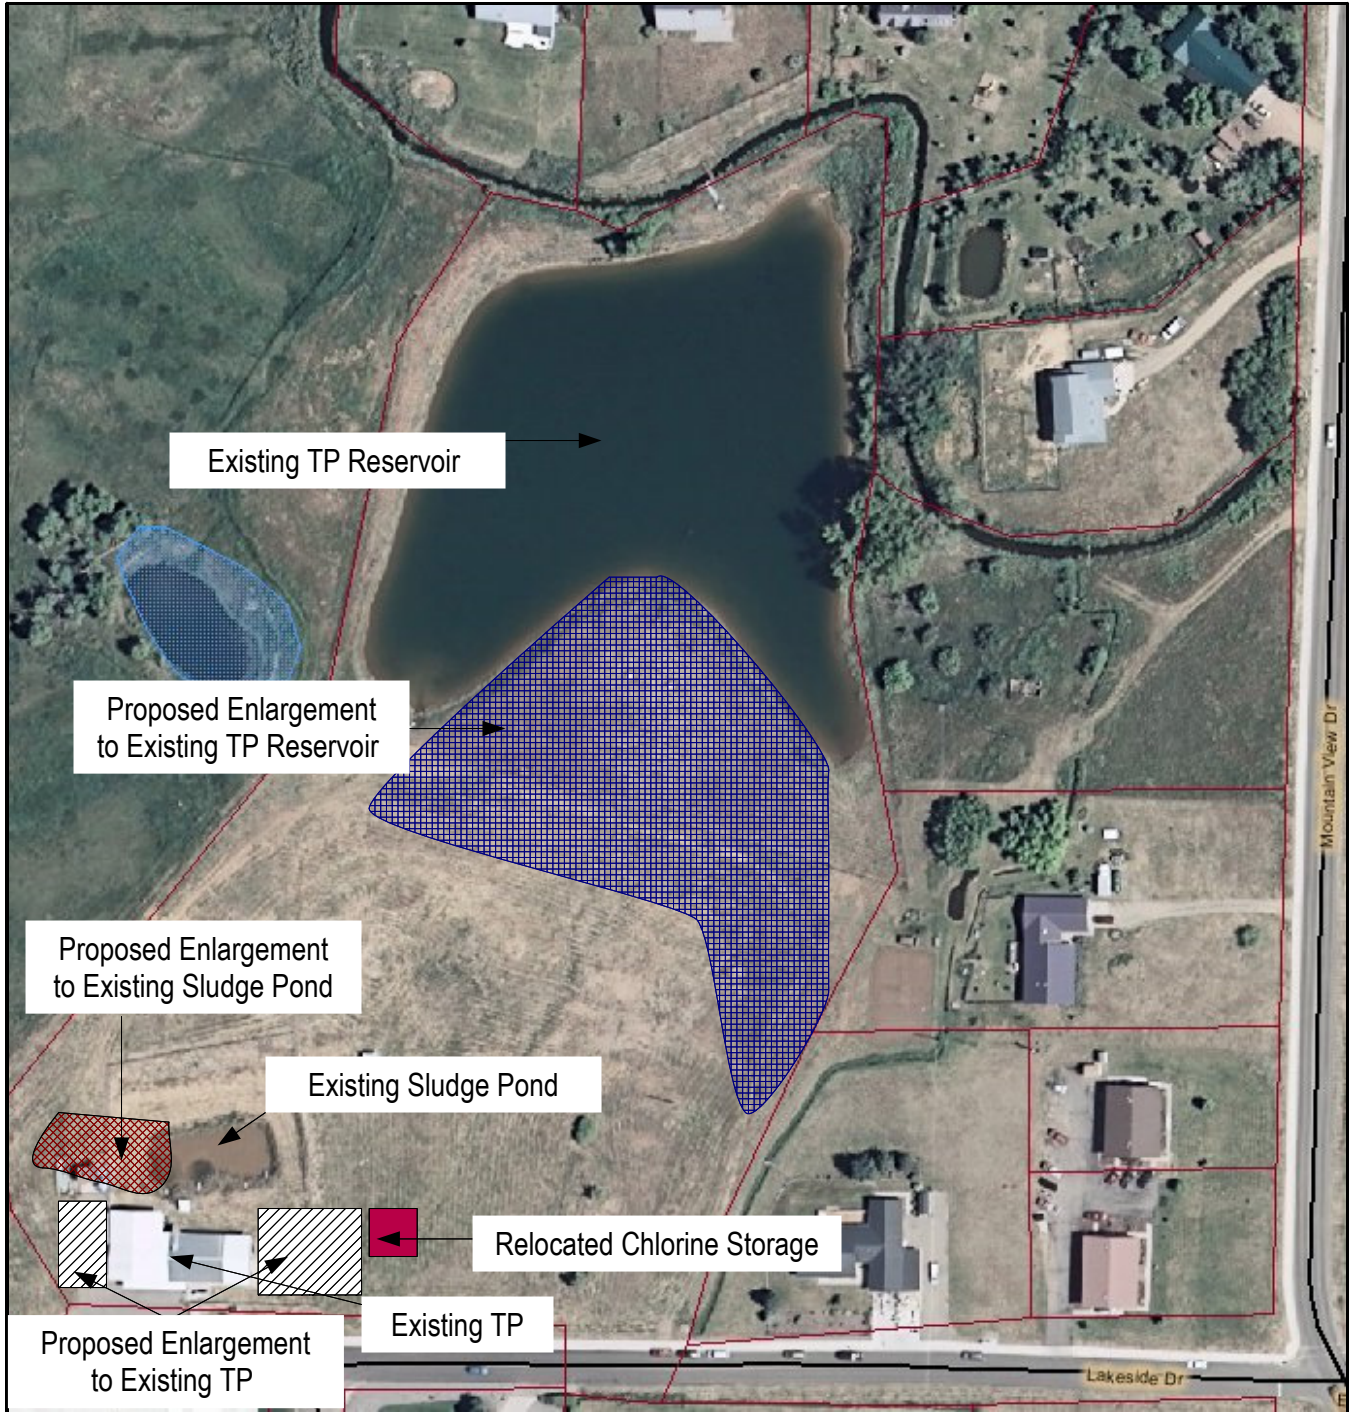 Existing TP Reservoir
Proposed Enlargement
to Existing TP Reservoir
Mountain View Dr
Proposed Enlargement
to Existing Sludge Pond
Existing Sludge Pond
Relocated Chlorine Storage
Existing TP
Proposed Enlargement
to Existing TP
Lakeside Dr
E